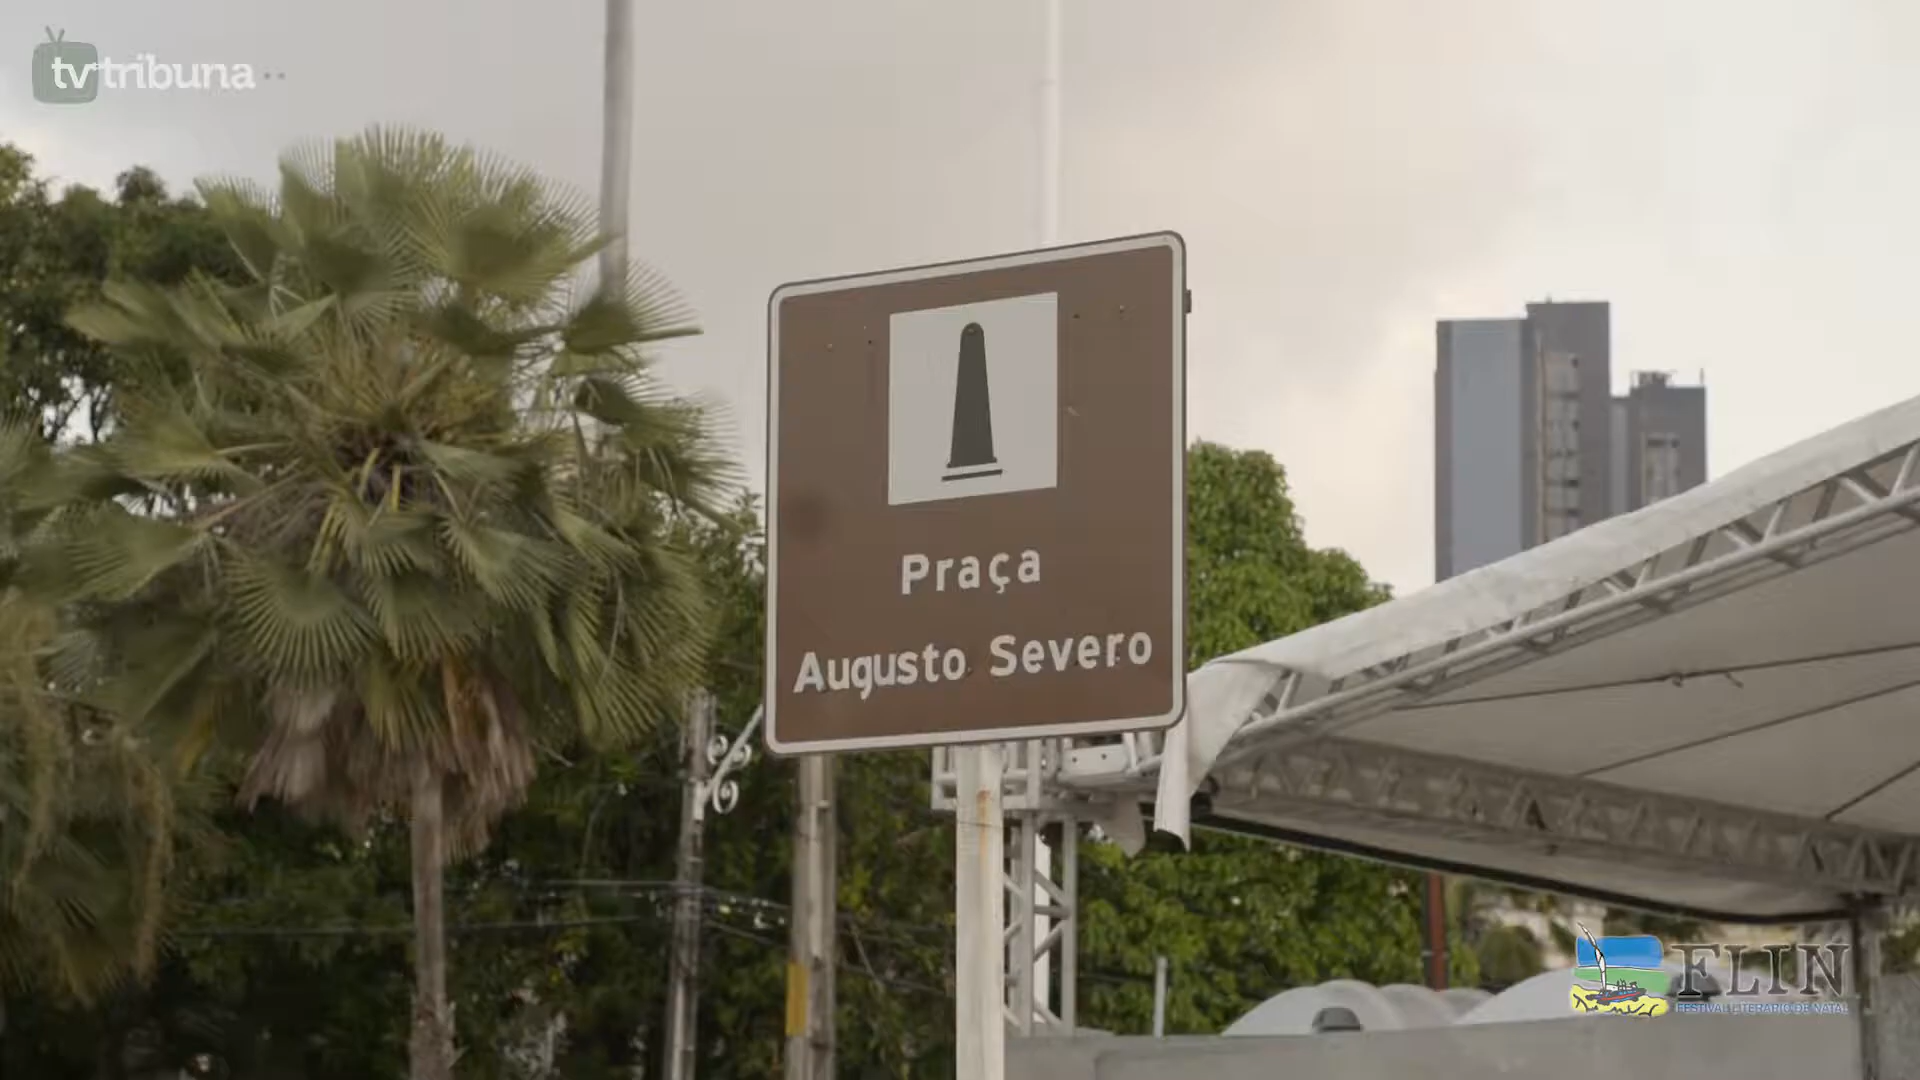 tvtribuna
Praça
Augusto Severo
FLIN
FESTIVAL LITERÁRIO DE NATAL